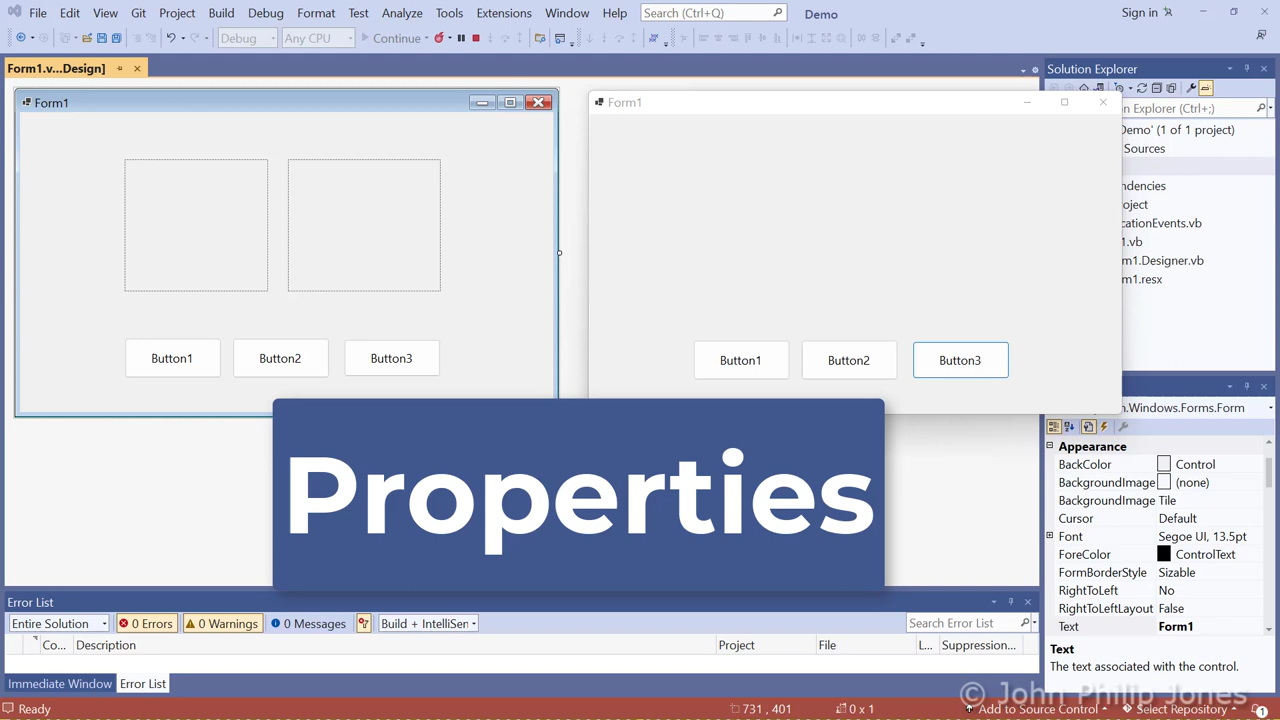 File Edit View Git Project Build Debug Format Test Analyze Tools Extensions Window Help Search (Ctrl+Q) Demo Sign in
Debug Any CPU Continue
Form1.v...Design]
Solution Explorer
Form1
Form1
Explorer (Ctrl+;)
Demo' (1 of 1 project)
Sources
ndencies
oject
cationEvents.vb
1.vb
m1.Designer.vb
m1.resx
Button1 Button2 Button3
Button1 Button2 Button3
Properties
n.Windows.Forms.Form
Appearance
BackColor Control
BackgroundImage (none)
BackgroundImage Tile
Cursor Default
Font Segoe UI, 13.5pt
ForeColor ControlText
FormBorderStyle Sizable
RightToLeft No
RightToLeftLayout False
Text Form1
Text
The text associated with the control.
Error List
Entire Solution 0 Errors 0 Warnings 0 Messages Build + IntelliSen Search Error List
Co... Description Project File L... Suppression...
Immediate Window Error List
© John Philip Jones
Ready 731 , 401 0 x 1 Add to Source Control Select Repository 1